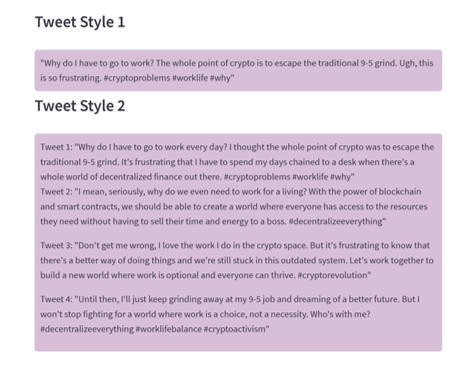 Tweet Style 1
"Why do I have to go to work? The whole point of crypto is to escape the traditional 9-5 grind. Ugh, this
is so frustrating. #cryptoproblems #worklife #why"
Tweet Style 2
Tweet 1: "Why do I have to go to work every day? I thought the whole point of crypto was to escape the
traditional 9-5 grind. It's frustrating that I have to spend my days chained to a desk when there's a
whole world of decentralized finance out there. #cryptoproblems #worklife #why"
Tweet 2: "I mean, seriously, why do we even need to work for a living? With the power of blockchain
and smart contracts, we should be able to create a world where everyone has access to the resources
they need without having to sell their time and energy to a boss. #decentralizeeverything"
Tweet 3: "Don't get me wrong, I love the work I do in the crypto space. But it's frustrating to know that
there's a better way of doing things and we're still stuck in this outdated system. Let's work together to
build a new world where work is optional and everyone can thrive. #cryptorevolution"
Tweet 4: "Until then, I'll just keep grinding away at my 9-5 job and dreaming of a better future. But I
won't stop fighting for a world where work is a choice, not a necessity. Who's with me?
#decentralizeeverything #worklifebalance #cryptoactivism"